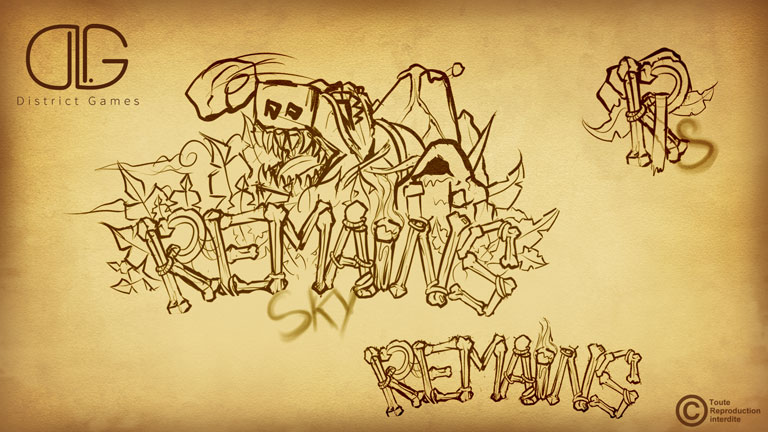 DG
District Games
REMAINS
SKY
R
S
REMAINS
© Toute
Reproduction
interdite